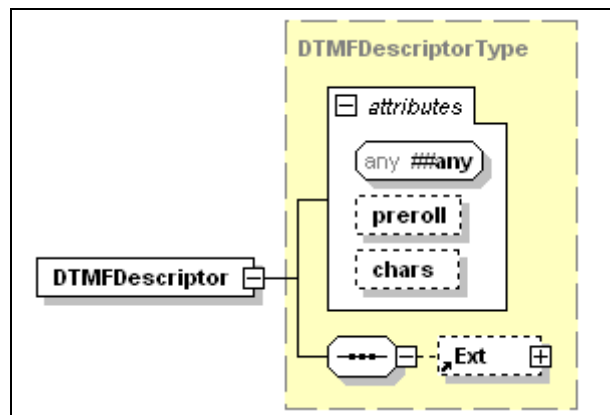 DTMFDescriptorType
attributes
any ##any
preroll
chars
DTMFDescriptor
Ext